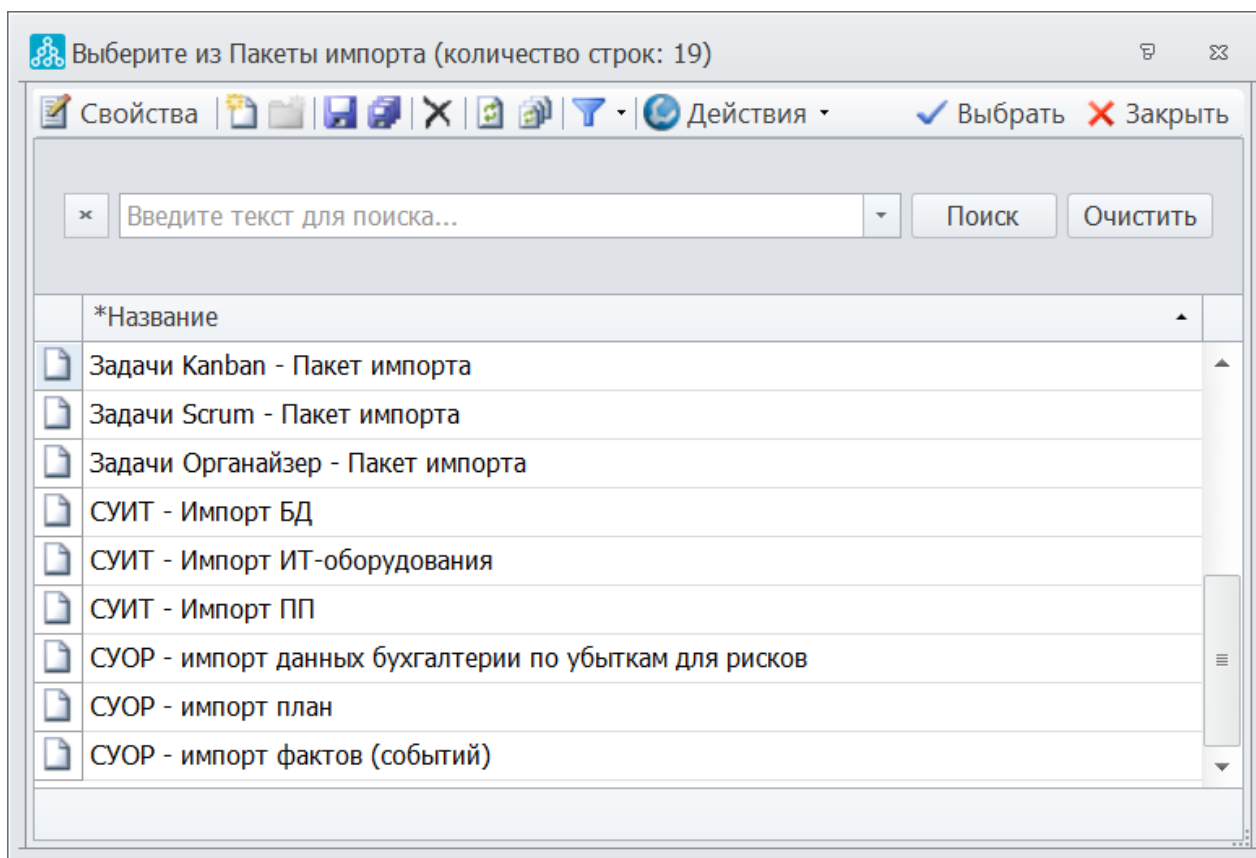 Выберите из Пакеты импорта (количество строк: 19)
Свойства Действия Выбрать Закрыть
Введите текст для поиска... Поиск Очистить
*Название
Задачи Kanban - Пакет импорта
Задачи Scrum - Пакет импорта
Задачи Органайзер - Пакет импорта
СУИТ - Импорт БД
СУИТ - Импорт ИТ-оборудования
СУИТ - Импорт ПП
СУОР - импорт данных бухгалтерии по убыткам для рисков
СУОР - импорт план
СУОР - импорт фактов (событий)